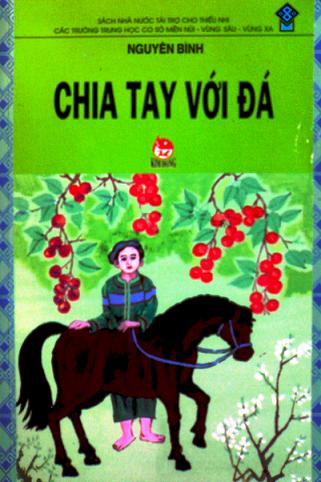 SÁCH NHÀ NƯỚC TÀI TRỢ CHO THIẾU NHI
CÁC TRƯỜNG TRUNG HỌC CƠ SỞ MIỀN NÚI - VÙNG SÂU - VÙNG XA
NGUYÊN BÌNH
CHIA TAY VỚI ĐÁ
KIM ĐỒNG